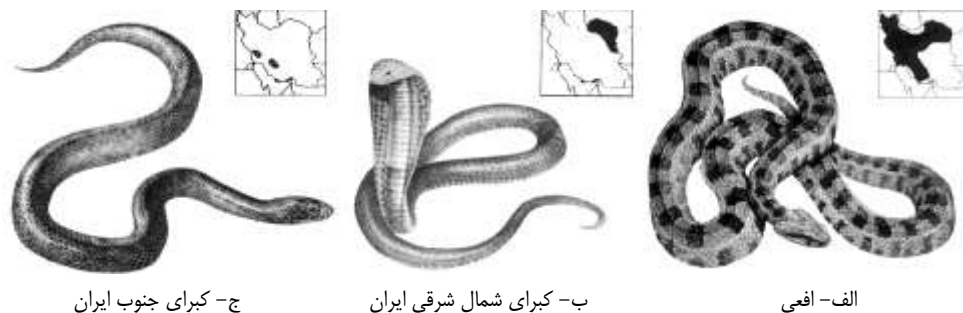 الف- افعی
ب- کبرای شمال شرقی ایران
ج- کبرای جنوب ایران